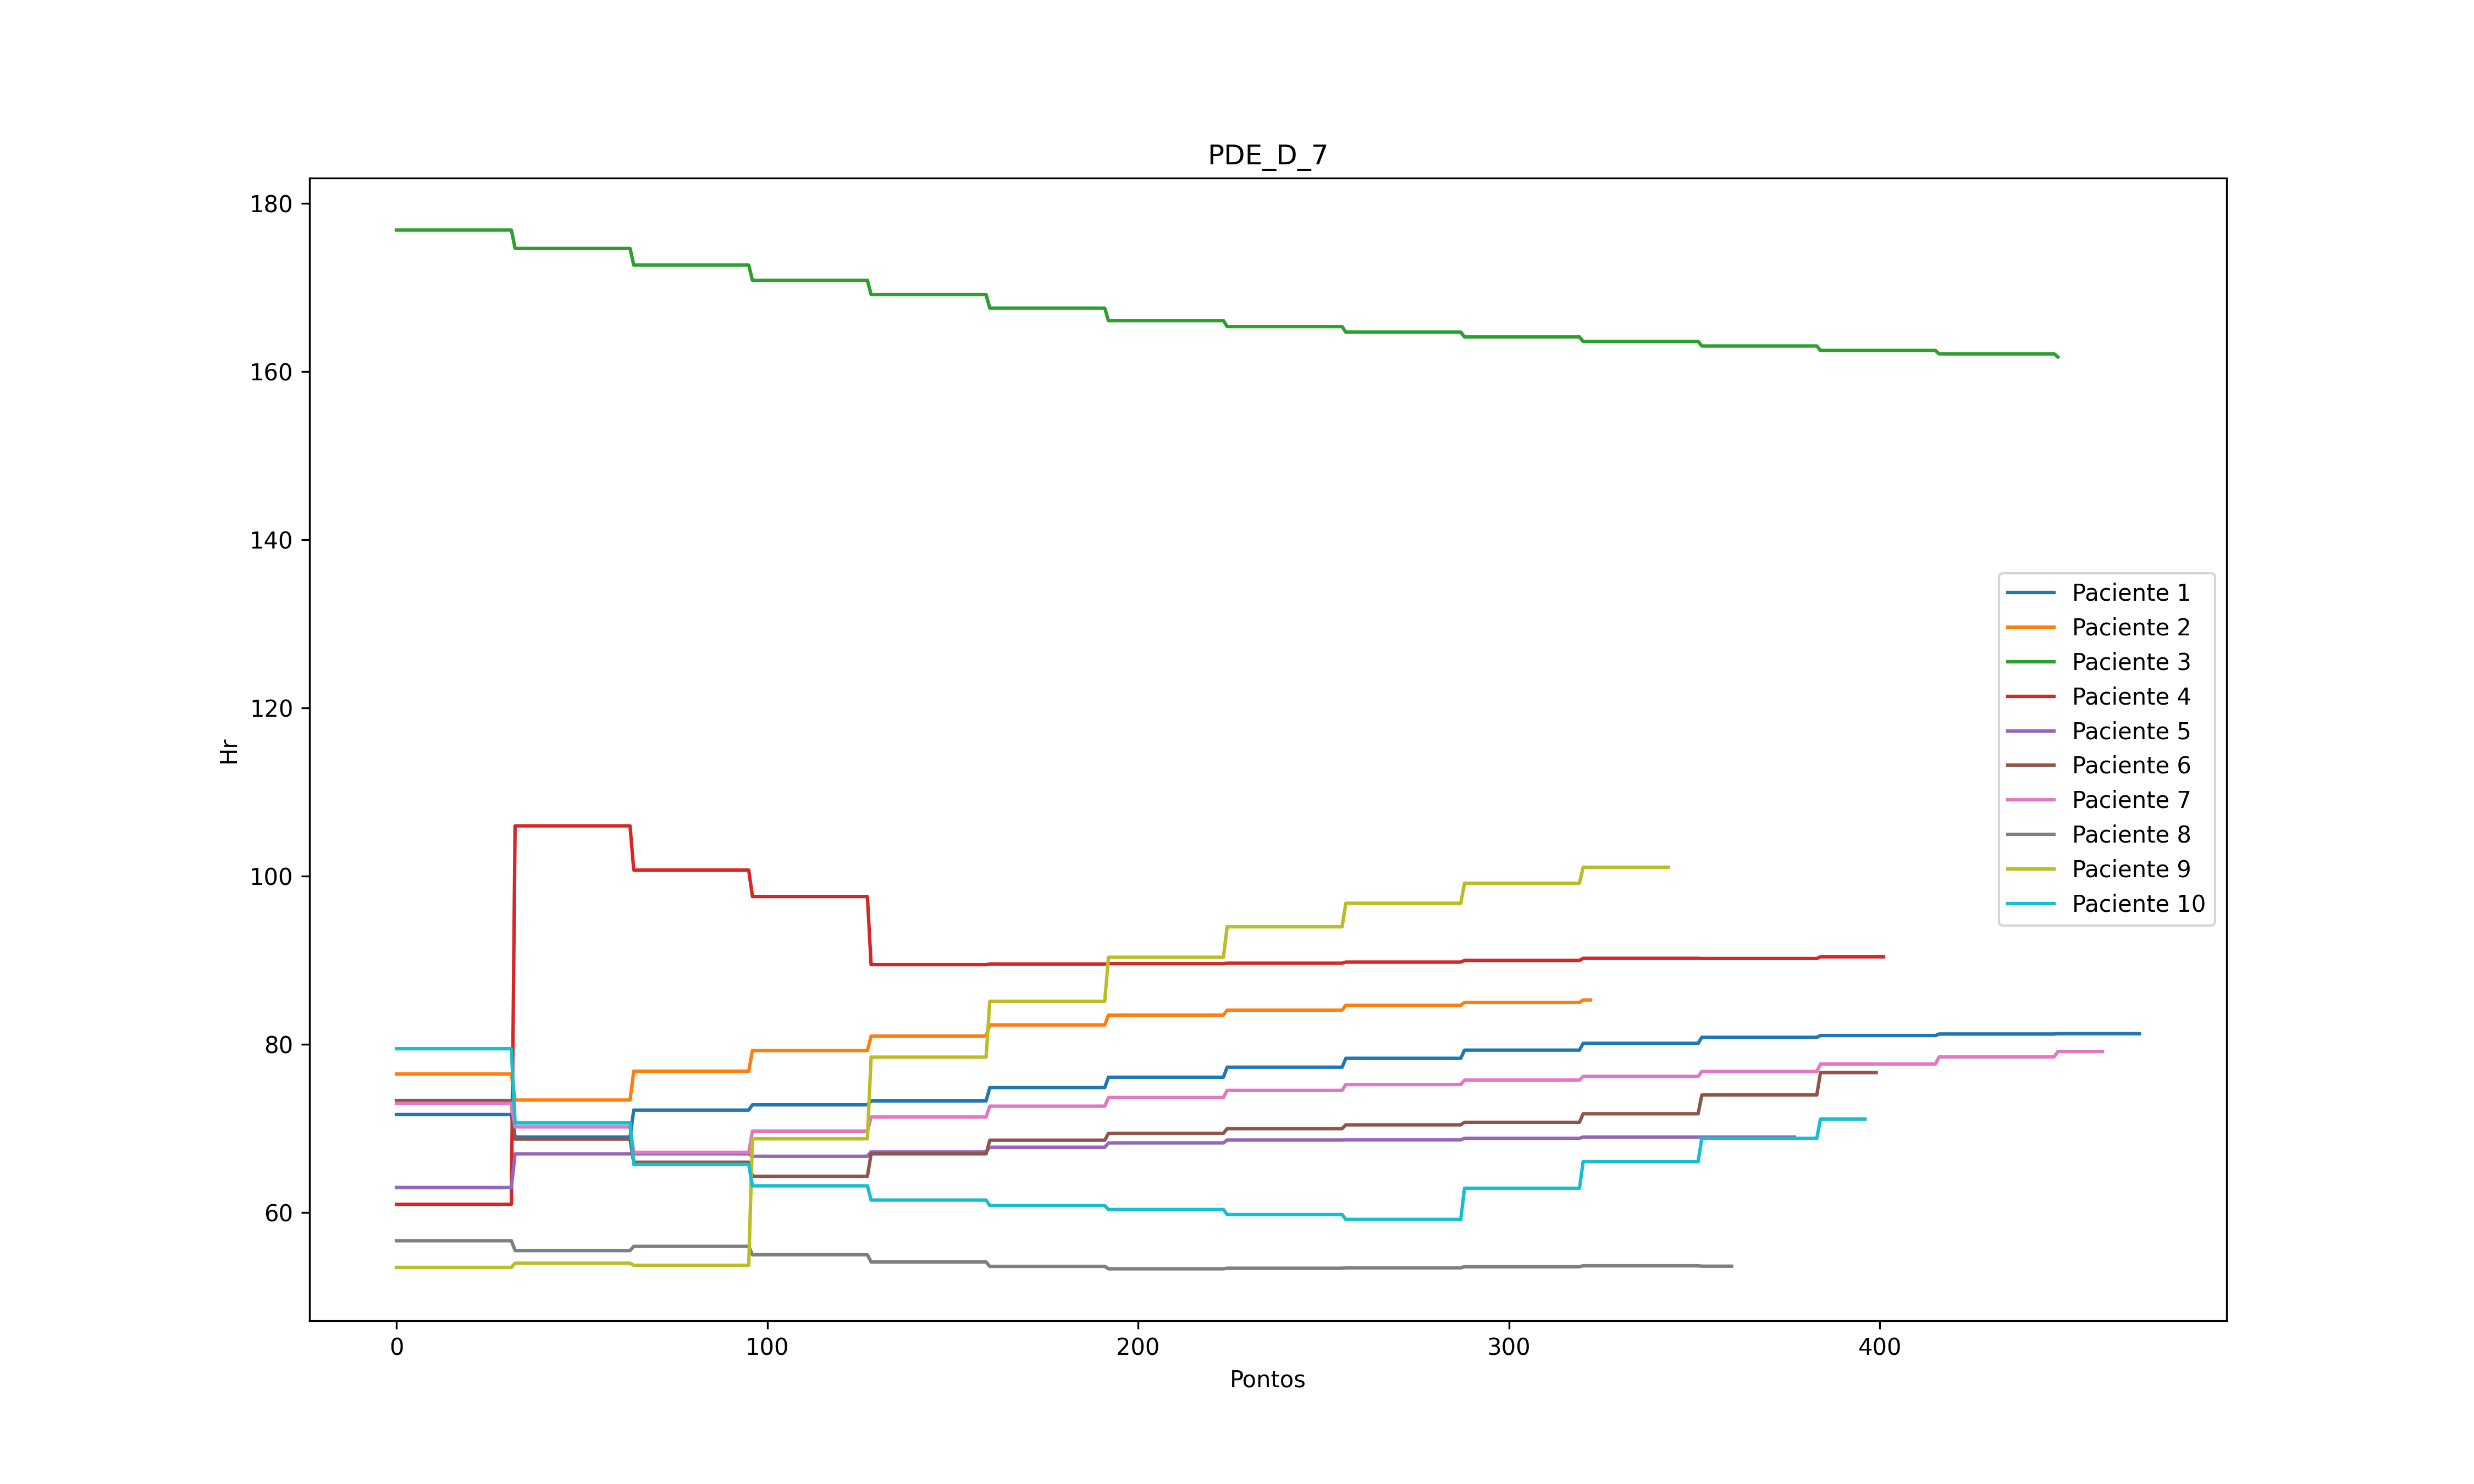 PDE_D_7
180
160
140
120
100
80
60
Hr
0 100 200 300 400
Pontos
Paciente 1
Paciente 2
Paciente 3
Paciente 4
Paciente 5
Paciente 6
Paciente 7
Paciente 8
Paciente 9
Paciente 10